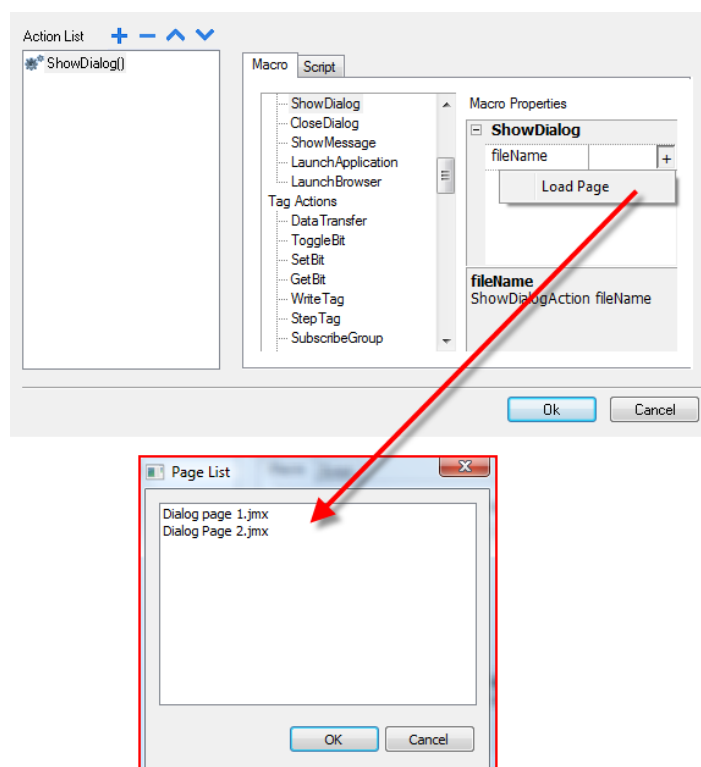 Action List
ShowDialog()
Macro
Script
ShowDialog
CloseDialog
ShowMessage
LaunchApplication
LaunchBrowser
Tag Actions
DataTransfer
ToggleBit
SetBit
GetBit
WriteTag
StepTag
SubscribeGroup
Macro Properties
ShowDialog
fileName
Load Page
fileName
ShowDialogAction fileName
Ok
Cancel
Page List
Dialog page 1.jmx
Dialog Page 2.jmx
OK
Cancel